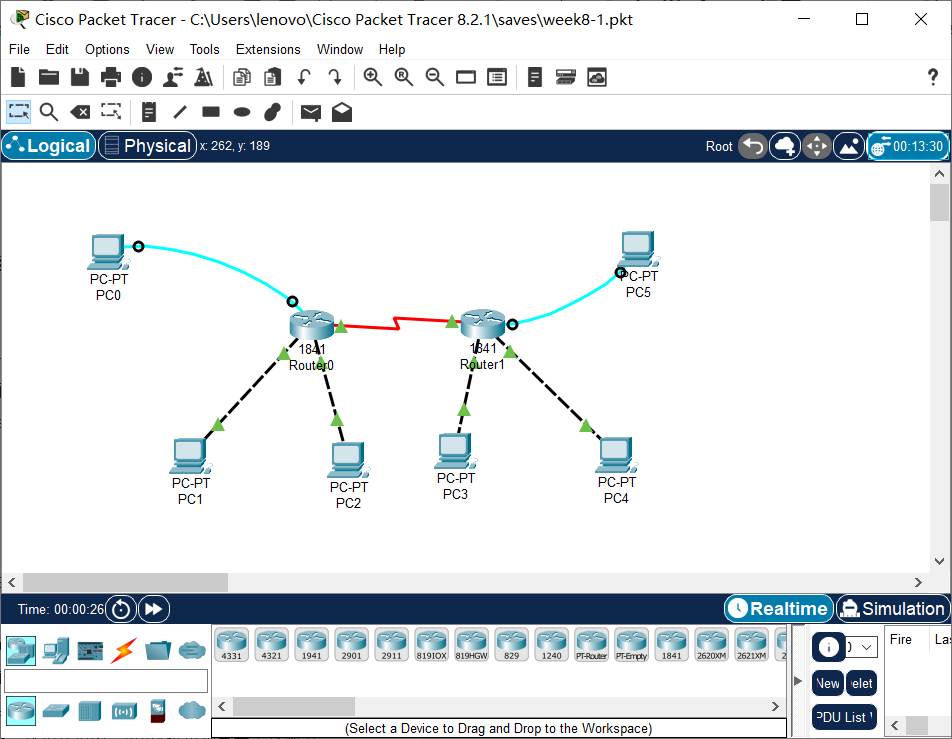 Cisco Packet Tracer - C:\Users\lenovo\Cisco Packet Tracer 8.2.1\saves\week8-1.pkt
File Edit Options View Tools Extensions Window Help
Logical Physical x: 262, y: 189 Root 00:13:30
PC-PT
PC0
PC-PT
PC5
1841
Router0
1841
Router1
PC-PT
PC1
PC-PT
PC2
PC-PT
PC3
PC-PT
PC4
Time: 00:00:26 Realtime Simulation
4331 4321 1941 2901 2911 819IOX 819HGW 829 1240 PT-Router PT-Empty 1841 2620XM 2621XM 2
0 Fire Las
New elet
PDU List
(Select a Device to Drag and Drop to the Workspace)